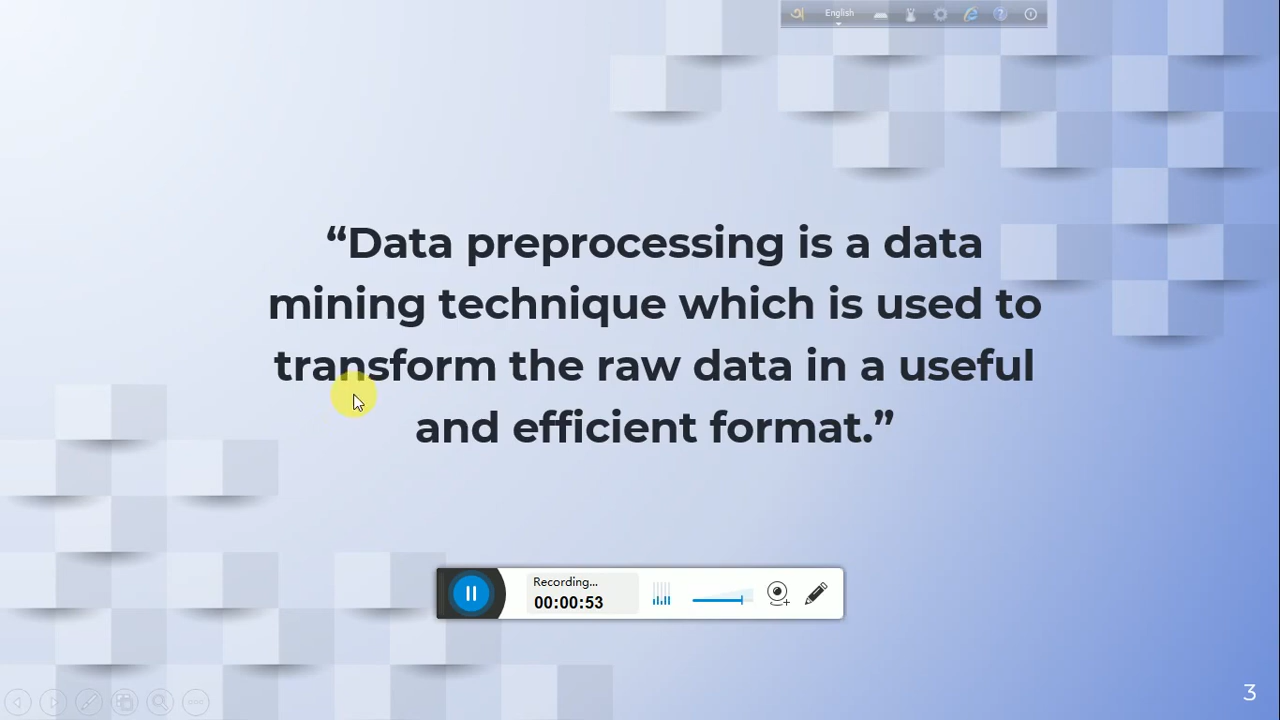 English
“Data preprocessing is a data
mining technique which is used to
transform the raw data in a useful
and efficient format.”
Recording...
00:00:53
3